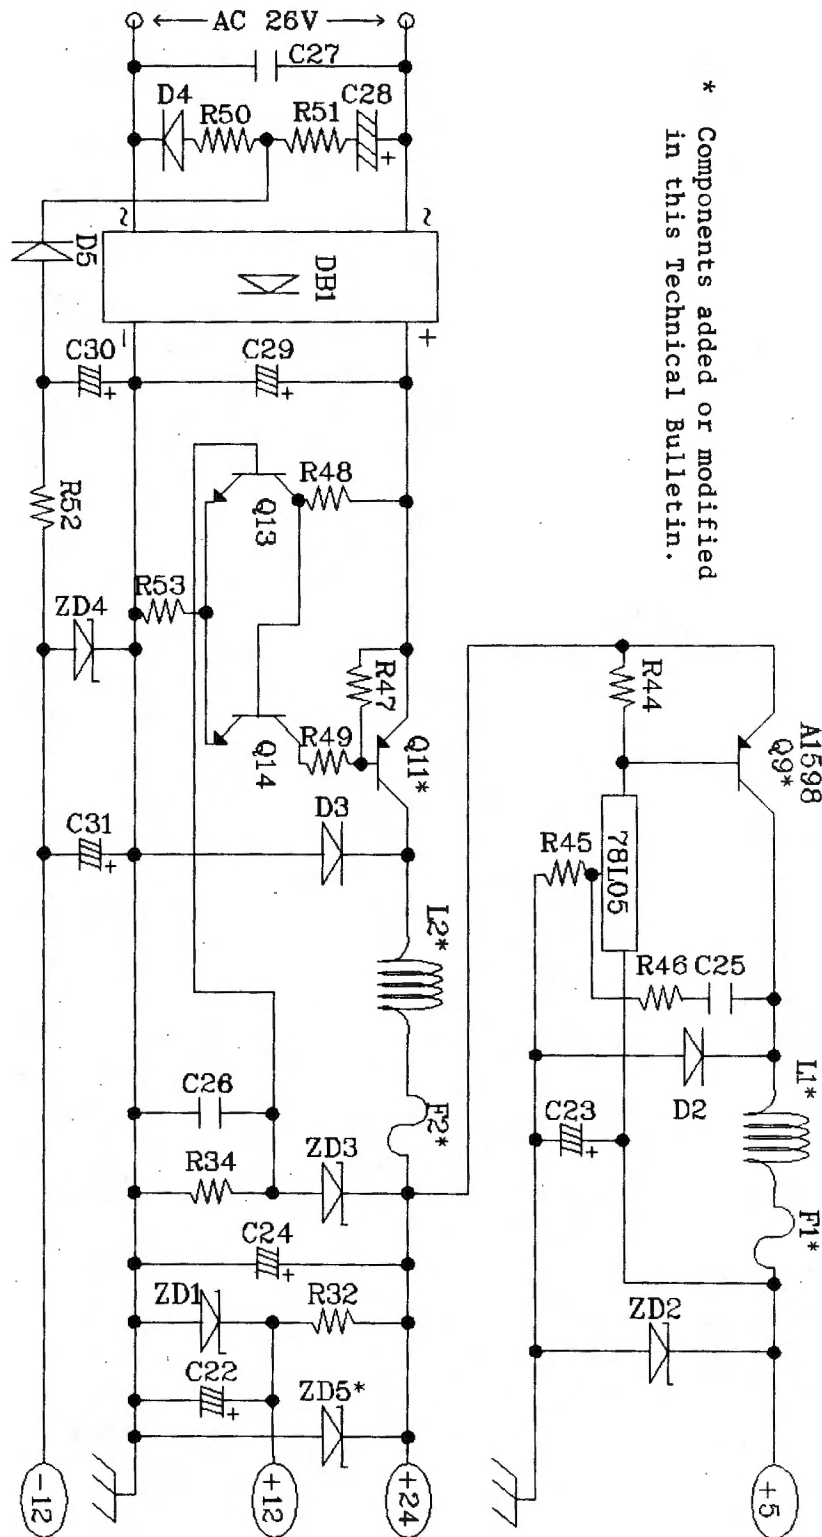 AC 26V
C27
D4
R50
R51
C28
+
* Components added or modified
in this Technical Bulletin.
~
~
D5
DB1
−
+
C30
+
C29
+
R48
Q13
R52
R53
ZD4
R47
R44
A1598
Q9*
Q11*
R49
Q14
D3
C31
+
R45
78L05
L2*
R46
C25
L1*
D2
C26
F2*
C23
+
R34
ZD3
F1*
C24
+
ZD1
R32
ZD2
C22
+
ZD5*
-12
+12
+24
+5